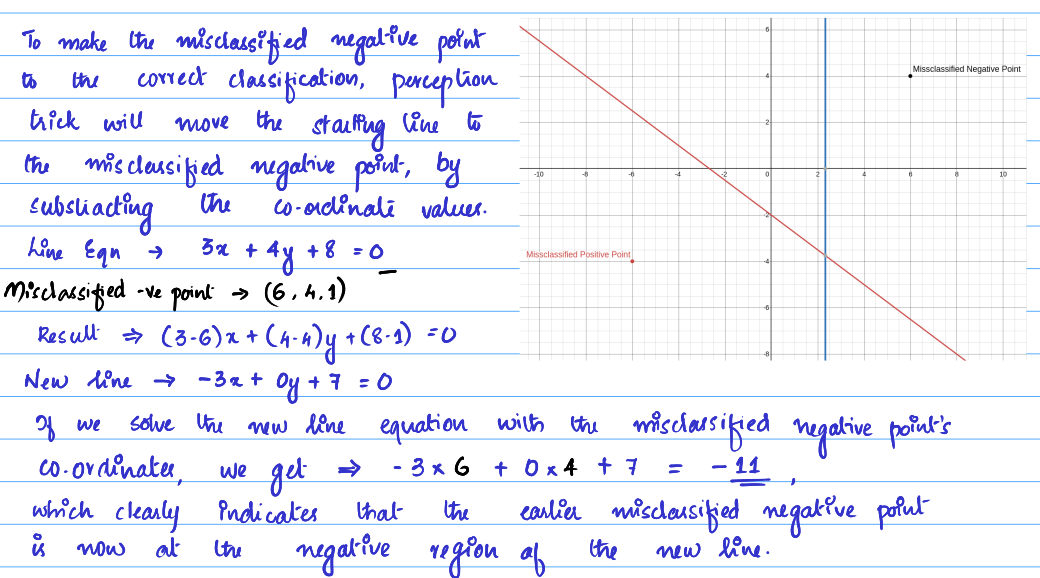 To make the misclassified negative point
to the correct classification, perception
trick will move the starting line to
the misclassified negative point, by
substracting the co-ordinate values.
Line Eqn → 3x + 4y + 8 = 0
Misclassified -ve point → (6, 4, 1)
Result ⇒ (3-6)x + (4-4)y + (8-1) = 0
New line → -3x + 0y + 7 = 0
If we solve the new line equation with the misclassified negative point's
co-ordinates, we get ⇒ -3 × 6 + 0 × 4 + 7 = -11,
which clearly indicates that the earlier misclassified negative point
is now at the negative region of the new line.
6
Missclassified Negative Point
4
2
-10 -8 -6 -4 -2 0 2 4 6 8 10
-2
Missclassified Positive Point
-4
-6
-8